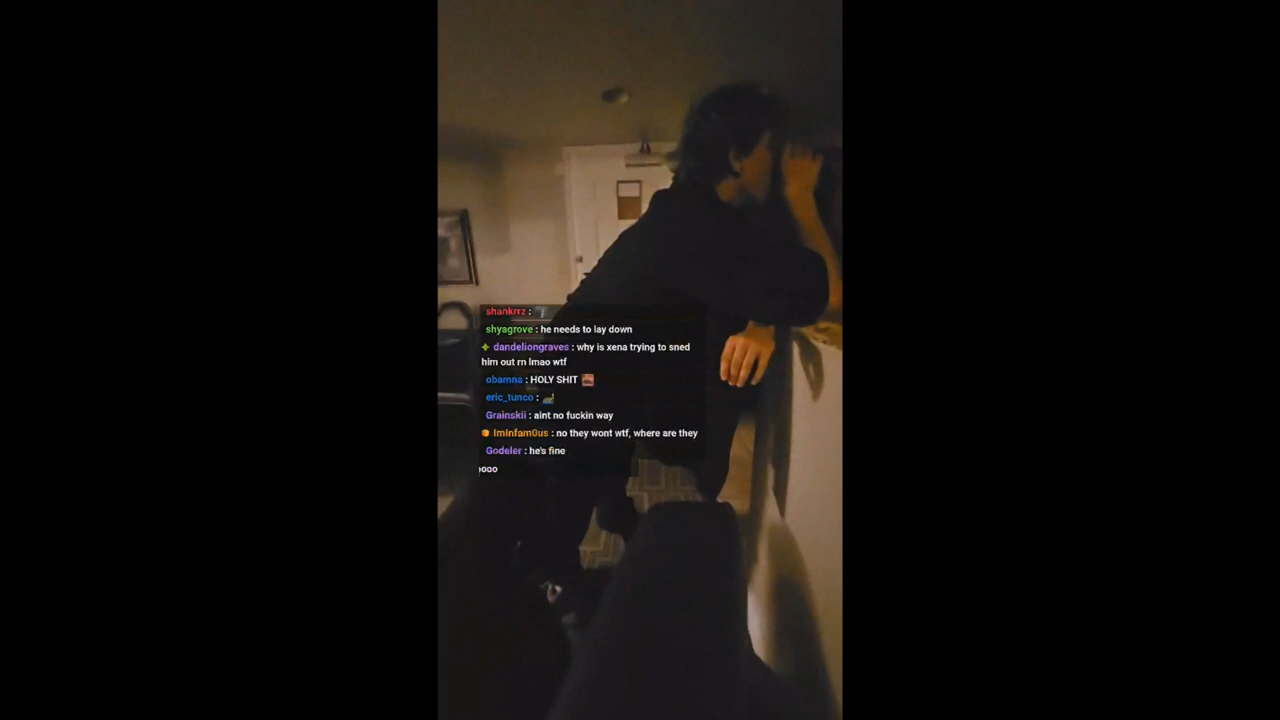 shankrrz :
shyagrove : he needs to lay down
dandeliongraves : why is xena trying to sned
him out rn lmao wtf
obamna : HOLY SHIT
eric_tunco :
Grainskii : aint no fuckin way
ImInfam0us : no they wont wtf, where are they
Godeler : he's fine
pooo